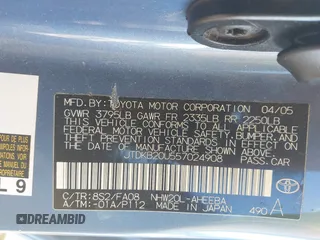 MFD. BY: TOYOTA MOTOR CORPORATION 04/05
GVWR 3795LB GAWR FR 2335LB RR 2250LB
THIS VEHICLE CONFORMS TO ALL APPLICABLE
FEDERAL MOTOR VEHICLE SAFETY, BUMPER, AND
THEFT PREVENTION STANDARDS IN EFFECT ON
THE DATE OF MANUFACTURE SHOWN ABOVE.
JTDKB20U557024908
PASS. CAR
C/TR: 8S2/FA08 NHW20L-AHEEBA
A/TM: -01A/P112 MADE IN JAPAN
490 A
L 9
TOYOTA